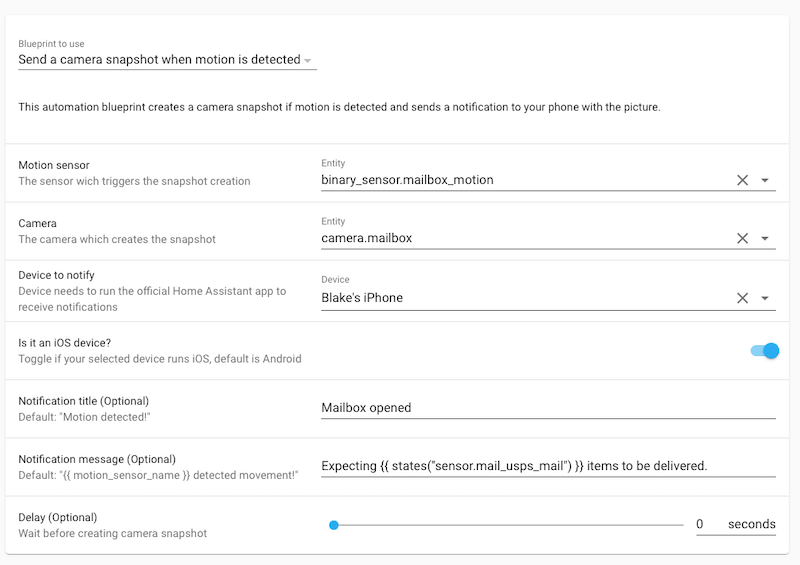 Blueprint to use
Send a camera snapshot when motion is detected
This automation blueprint creates a camera snapshot if motion is detected and sends a notification to your phone with the picture.
Motion sensor
The sensor wich triggers the snapshot creation
Entity
binary_sensor.mailbox_motion
Camera
The camera which creates the snapshot
Entity
camera.mailbox
Device to notify
Device needs to run the official Home Assistant app to
receive notifications
Device
Blake's iPhone
Is it an iOS device?
Toggle if your selected device runs iOS, default is Android
Notification title (Optional)
Default: "Motion detected!"
Mailbox opened
Notification message (Optional)
Default: "{{ motion_sensor_name }} detected movement!"
Expecting {{ states("sensor.mail_usps_mail") }} items to be delivered.
Delay (Optional)
Wait before creating camera snapshot
0 seconds